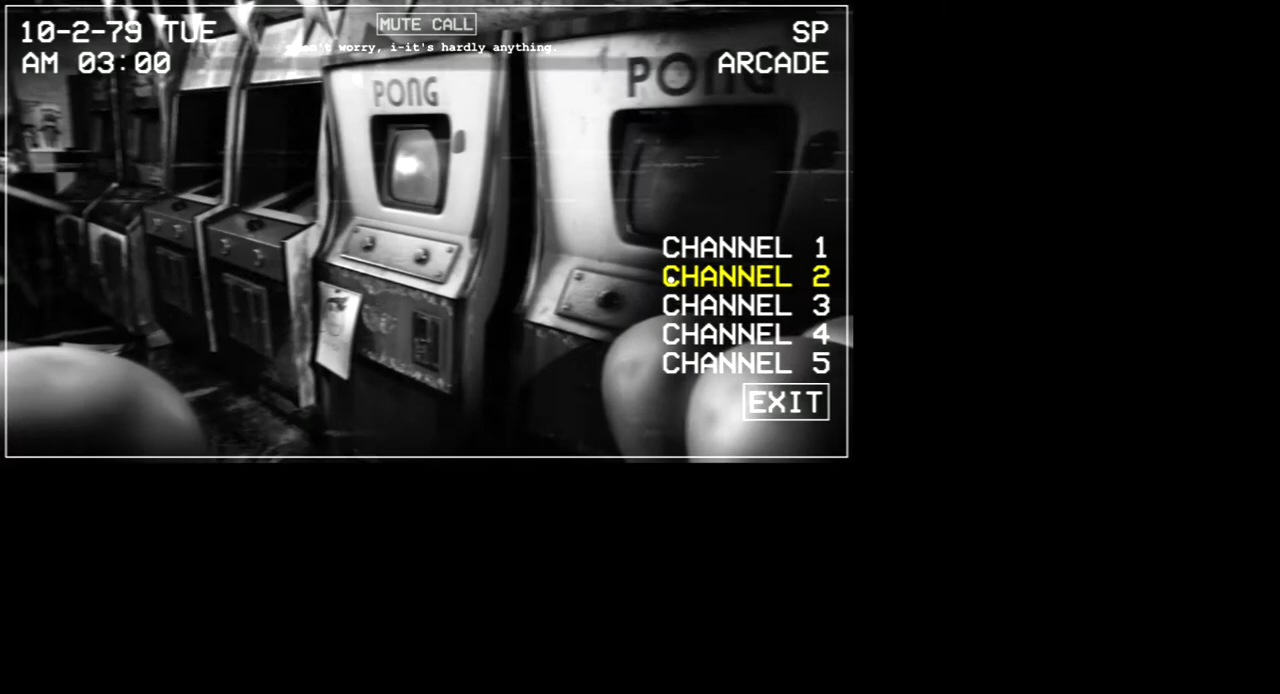 10-2-79 TUE
AM 03:00
MUTE CALL
worry, i-it's hardly anything.
SP
ARCADE
PONG
PONG
CHANNEL 1
CHANNEL 2
CHANNEL 3
CHANNEL 4
CHANNEL 5
EXIT